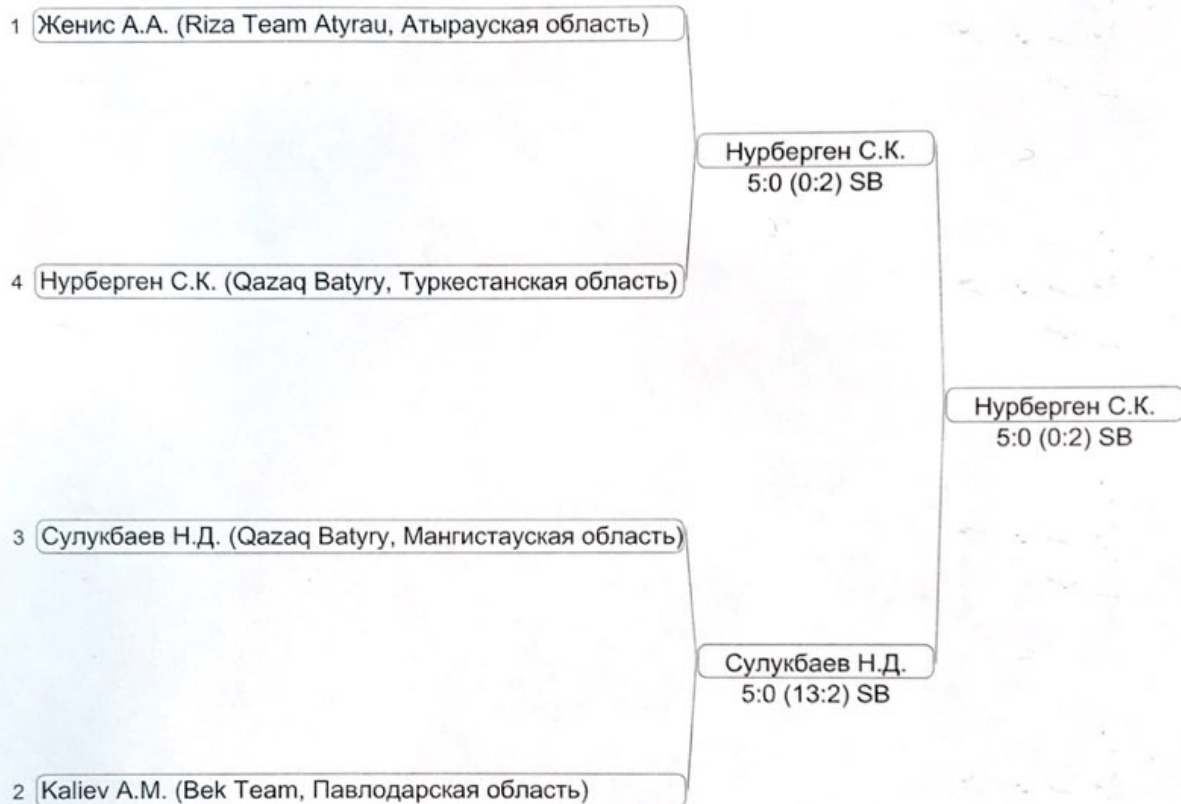 1 Женис А.А. (Riza Team Atyrau, Атырауская область)
Нурберген С.К.
5:0 (0:2) SB
4 Нурберген С.К. (Qazaq Batyry, Туркестанская область)
Нурберген С.К.
5:0 (0:2) SB
3 Сулукбаев Н.Д. (Qazaq Batyry, Мангистауская область)
Сулукбаев Н.Д.
5:0 (13:2) SB
2 Kaliev A.M. (Bek Team, Павлодарская область)